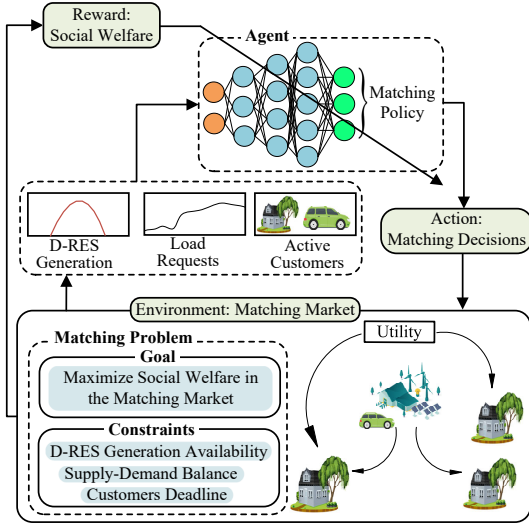 Reward:
Social Welfare
Agent
Matching
Policy
D-RES
Generation
Load
Requests
Active
Customers
Action:
Matching Decisions
Environment: Matching Market
Matching Problem
Goal
Maximize Social Welfare in
the Matching Market
Constraints
D-RES Generation Availability
Supply-Demand Balance
Customers Deadline
Utility